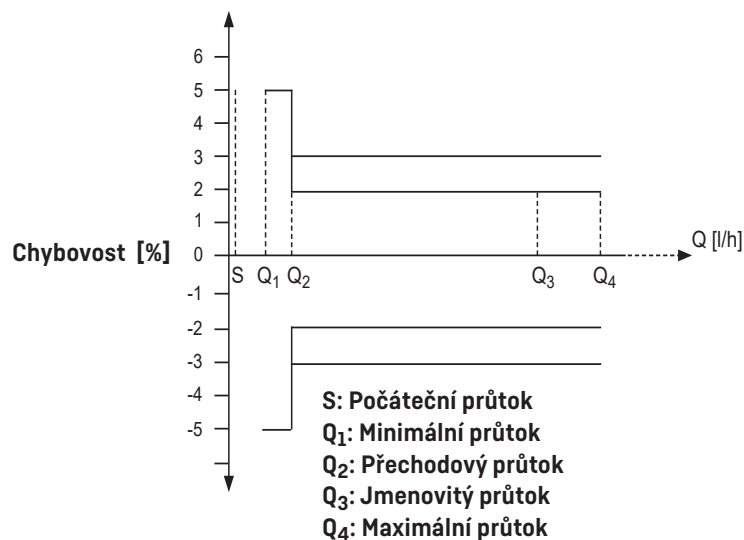 6
5
4
3
2
1
Chybovost [%] 0 Q [l/h]
S Q₁ Q₂ Q₃ Q₄
-1
-2
-3
-4
-5
S: Počáteční průtok
Q₁: Minimální průtok
Q₂: Přechodový průtok
Q₃: Jmenovitý průtok
Q₄: Maximální průtok